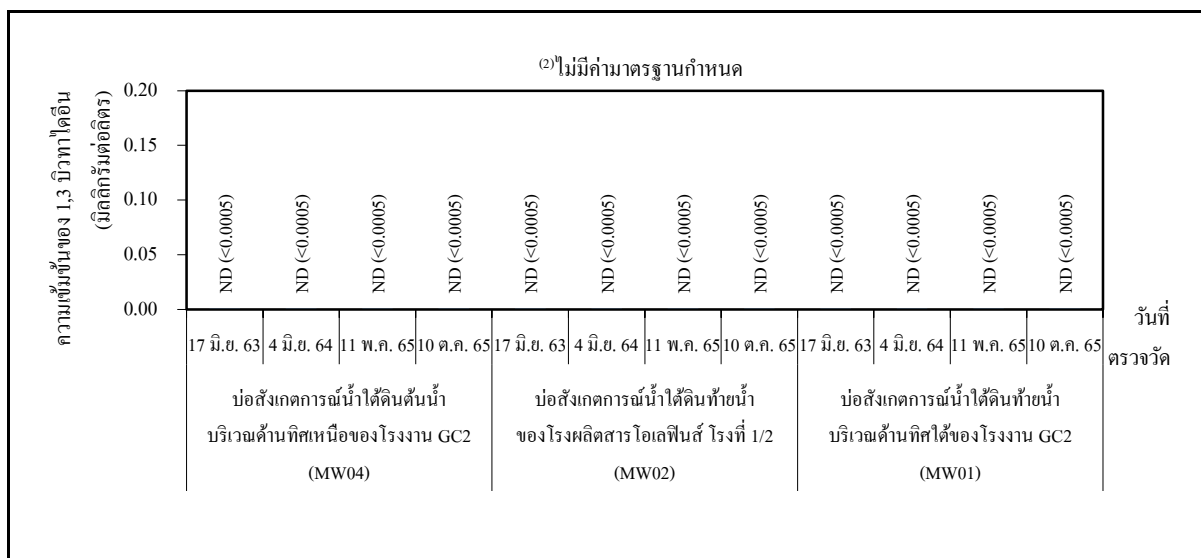 (2)ไม่มีค่ามาตรฐานกำหนด
ความเข้มข้นของ 1,3 บิวทาไดอีน
(มิลลิกรัมต่อลิตร)
0.20
0.15
0.10
0.05
0.00
ND (<0.0005)
ND (<0.0005)
ND (<0.0005)
ND (<0.0005)
ND (<0.0005)
ND (<0.0005)
ND (<0.0005)
ND (<0.0005)
ND (<0.0005)
ND (<0.0005)
ND (<0.0005)
ND (<0.0005)
17 มิ.ย. 63 4 มิ.ย. 64 11 พ.ค. 65 10 ต.ค. 65 17 มิ.ย. 63 4 มิ.ย. 64 11 พ.ค. 65 10 ต.ค. 65 17 มิ.ย. 63 4 มิ.ย. 64 11 พ.ค. 65 10 ต.ค. 65
วันที่
ตรวจวัด
บ่อสังเกตการณ์น้ำใต้ดินต้นน้ำ
บริเวณด้านทิศเหนือของโรงงาน GC2
(MW04)
บ่อสังเกตการณ์น้ำใต้ดินท้ายน้ำ
ของโรงผลิตสารโอเลฟินส์ โรงที่ 1/2
(MW02)
บ่อสังเกตการณ์น้ำใต้ดินท้ายน้ำ
บริเวณด้านทิศใต้ของโรงงาน GC2
(MW01)